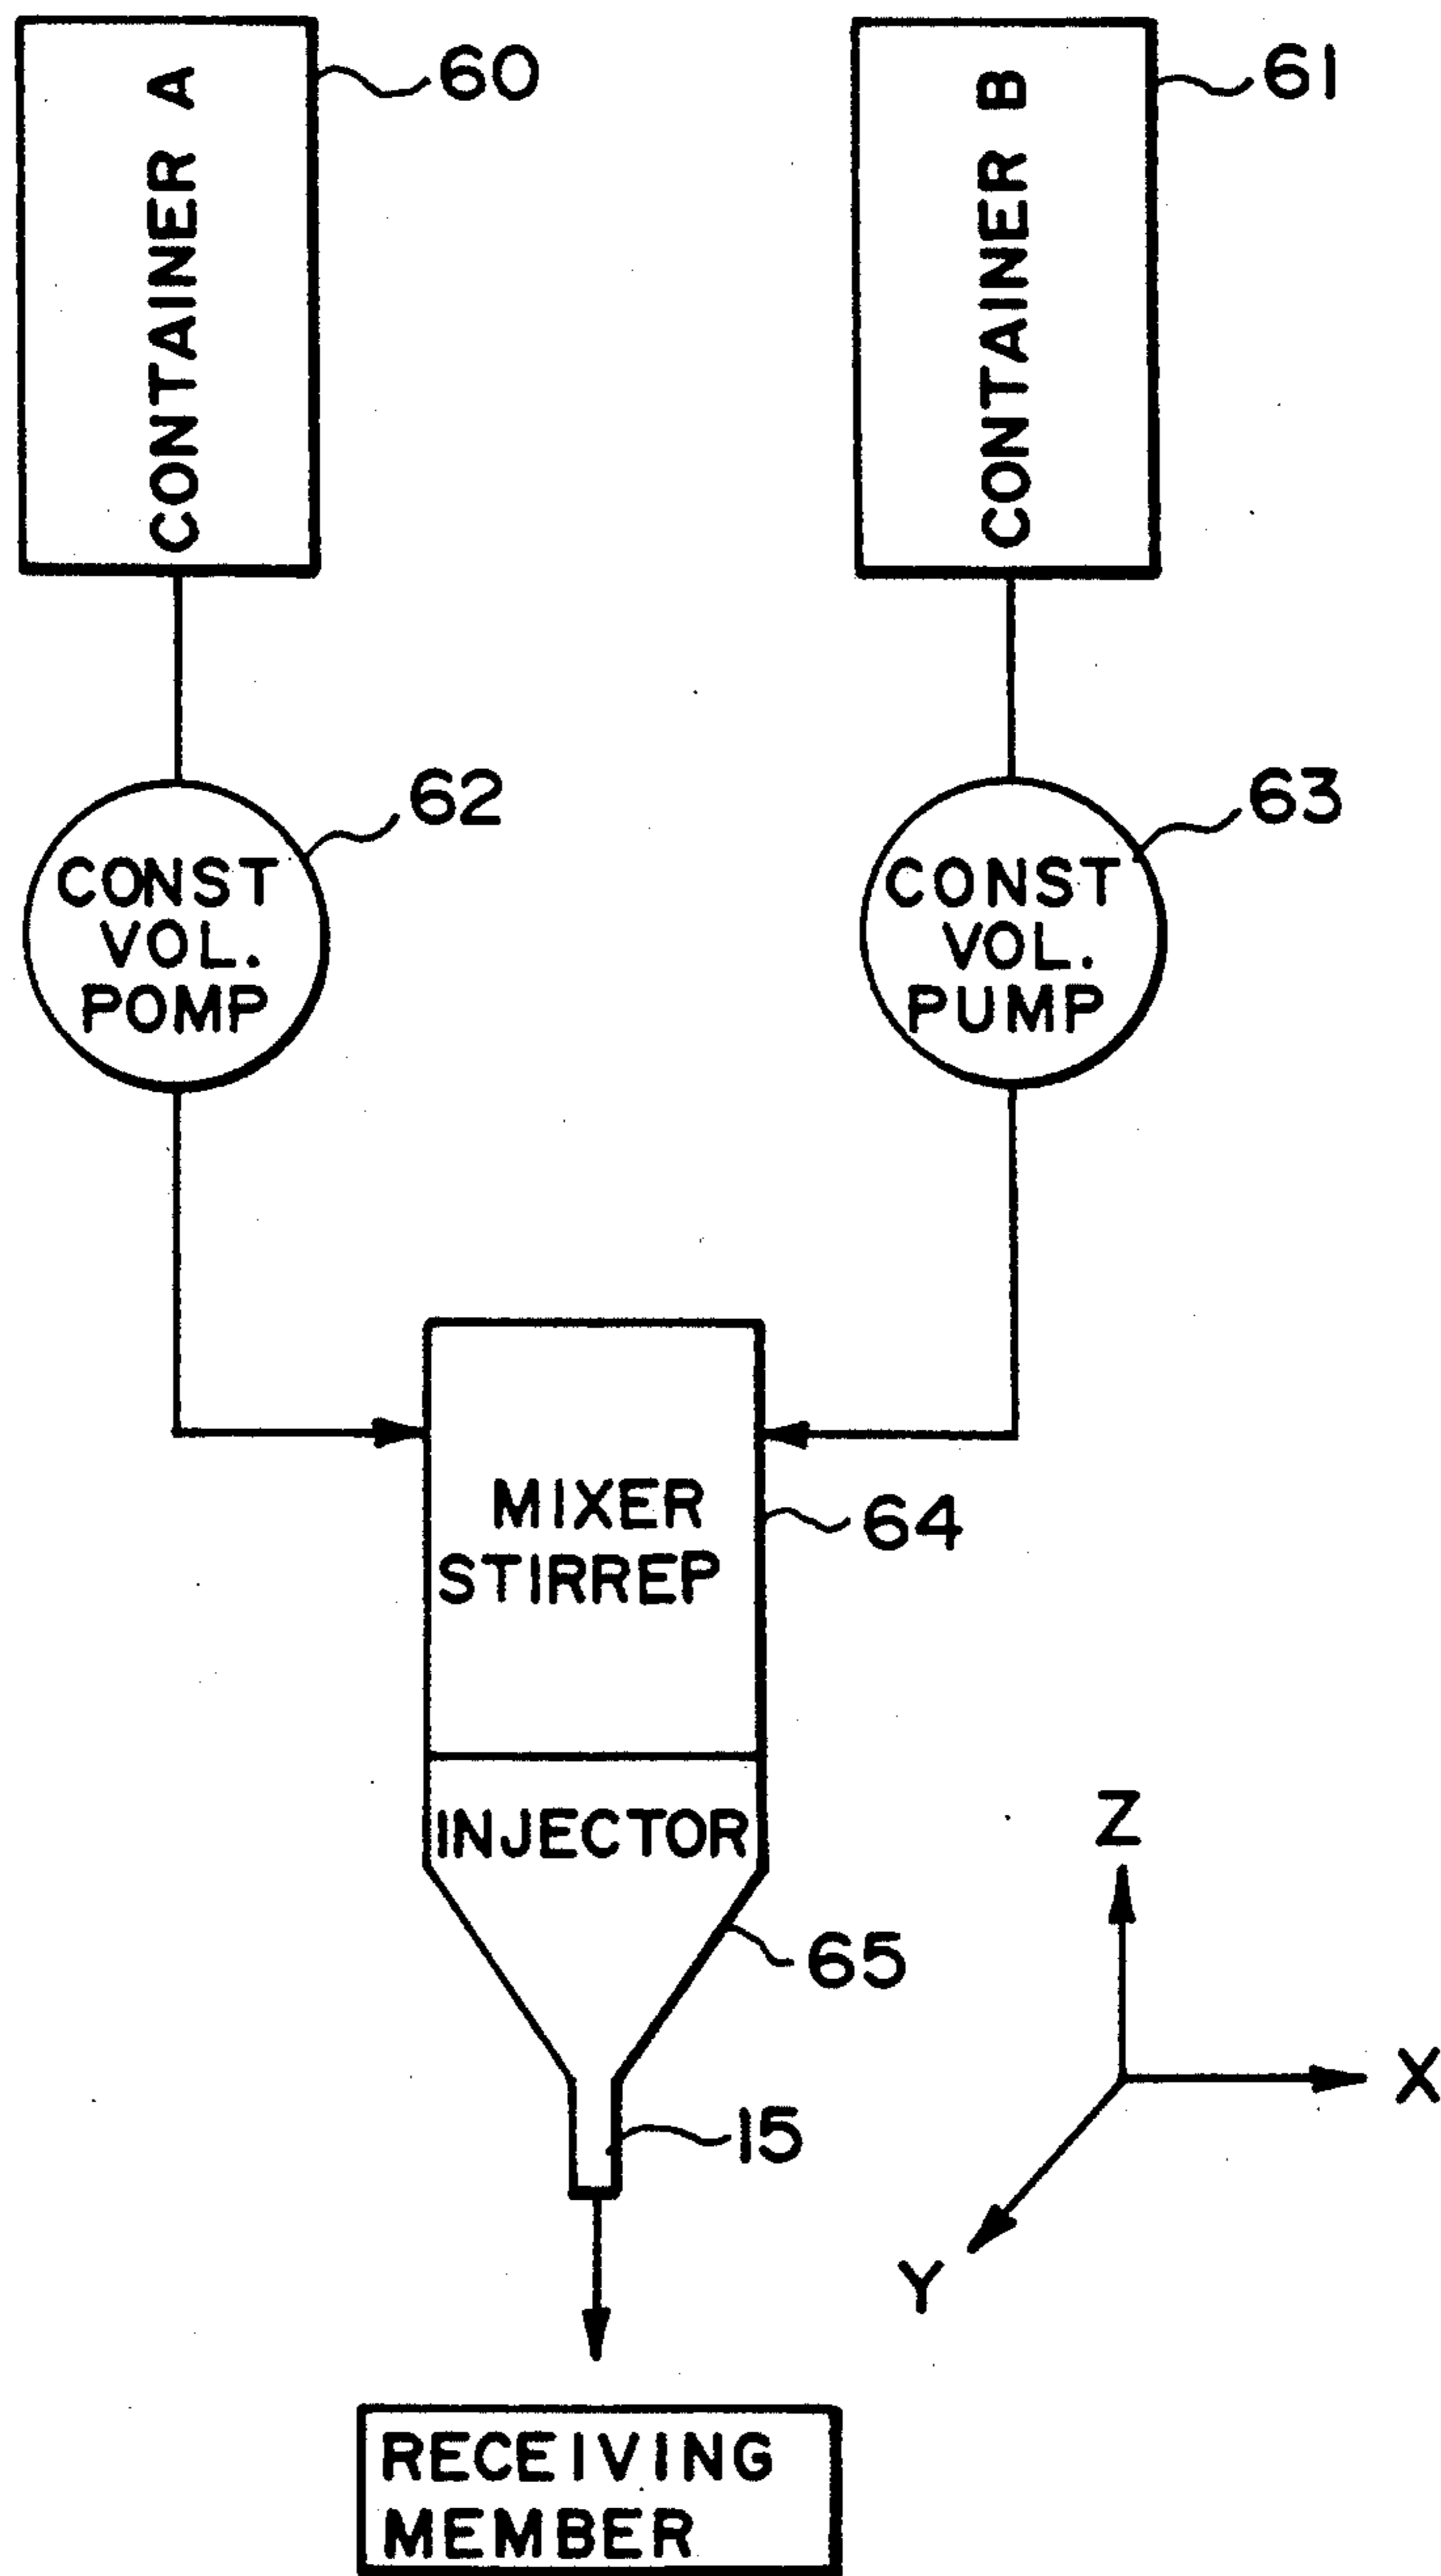 CONTAINER A
60
CONTAINER B
61
62
CONST
VOL.
POMP
63
CONST
VOL.
PUMP
MIXER
STIRREP
64
INJECTOR
65
15
Z
X
Y
RECEIVING
MEMBER